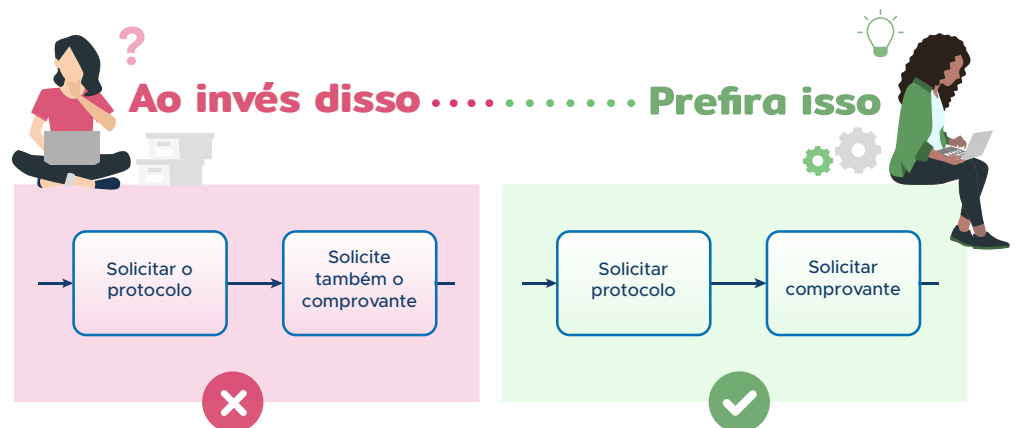 ?
Ao invés disso
Prefira isso
Solicitar o
protocolo
Solicite
também o
comprovante
Solicitar
protocolo
Solicitar
comprovante